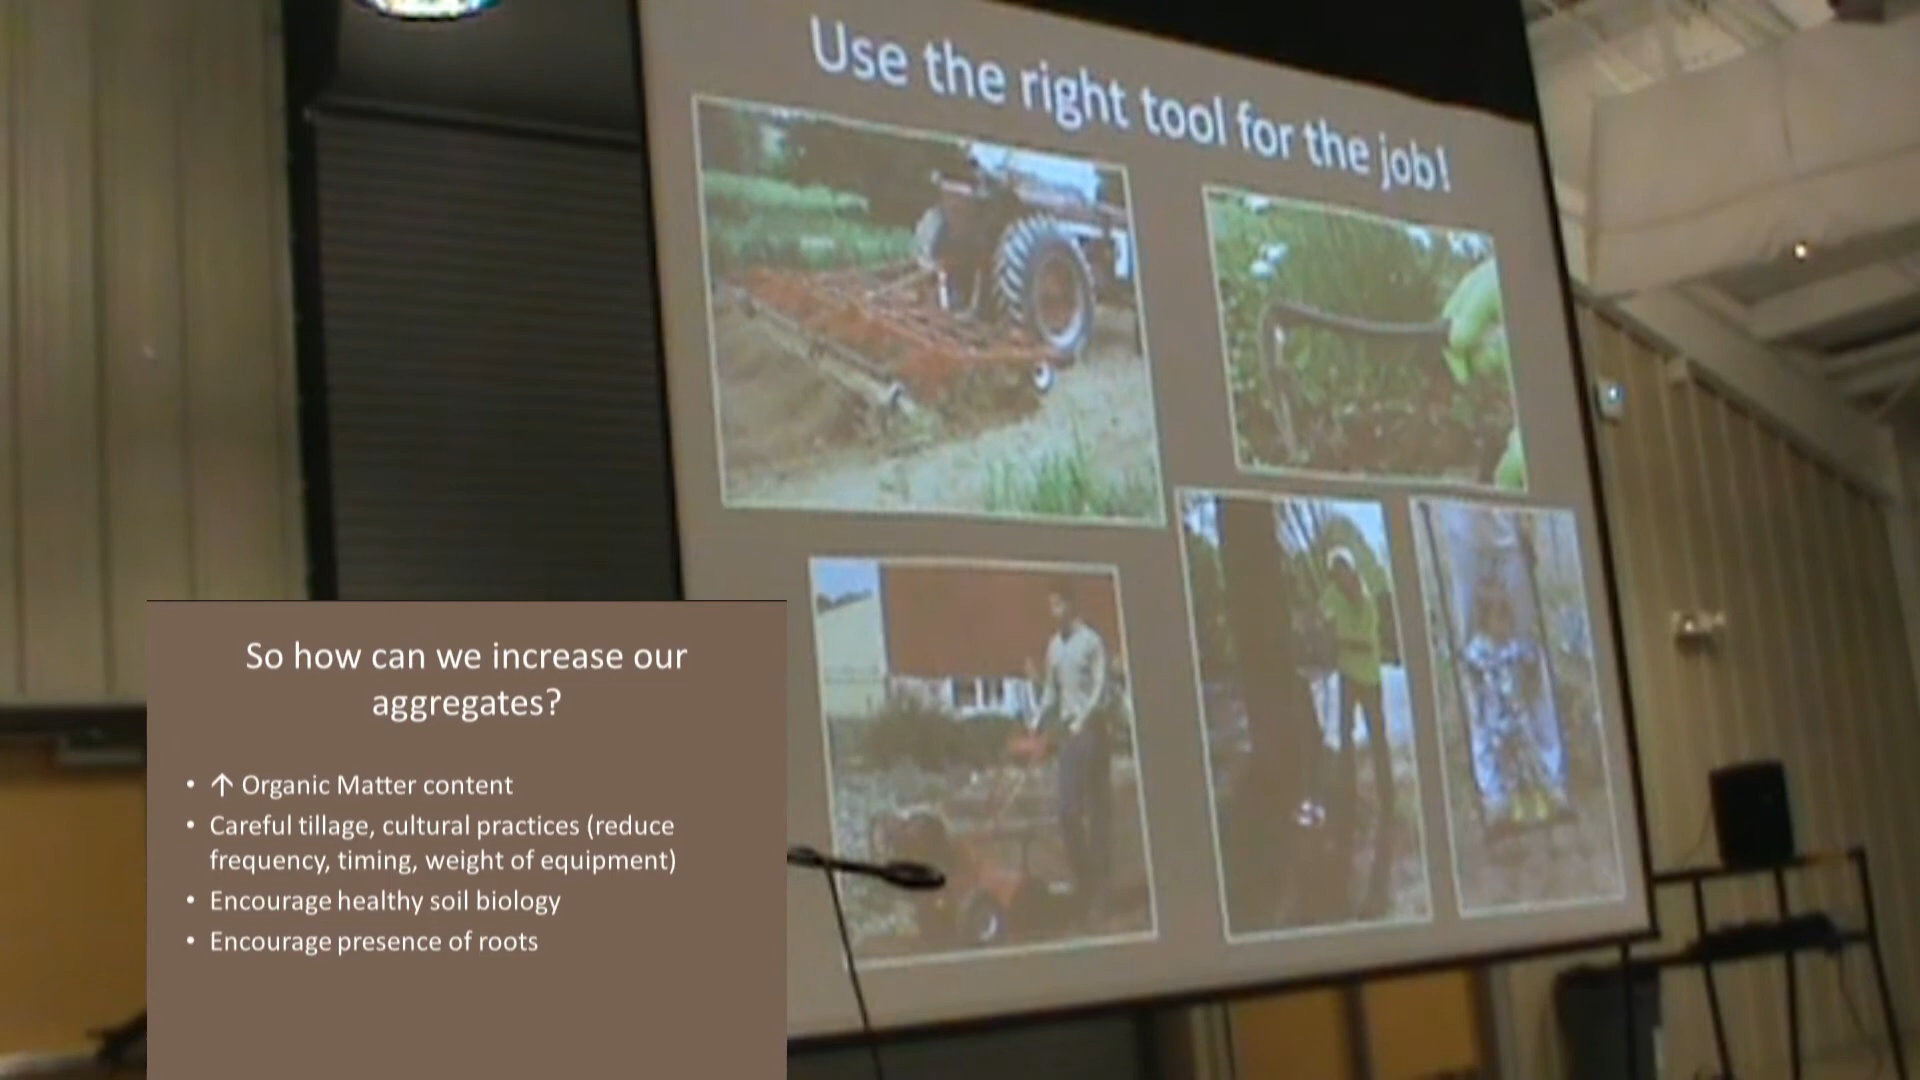 Use the right tool for the job!
So how can we increase our
aggregates?
• ↑ Organic Matter content
• Careful tillage, cultural practices (reduce
frequency, timing, weight of equipment)
• Encourage healthy soil biology
• Encourage presence of roots